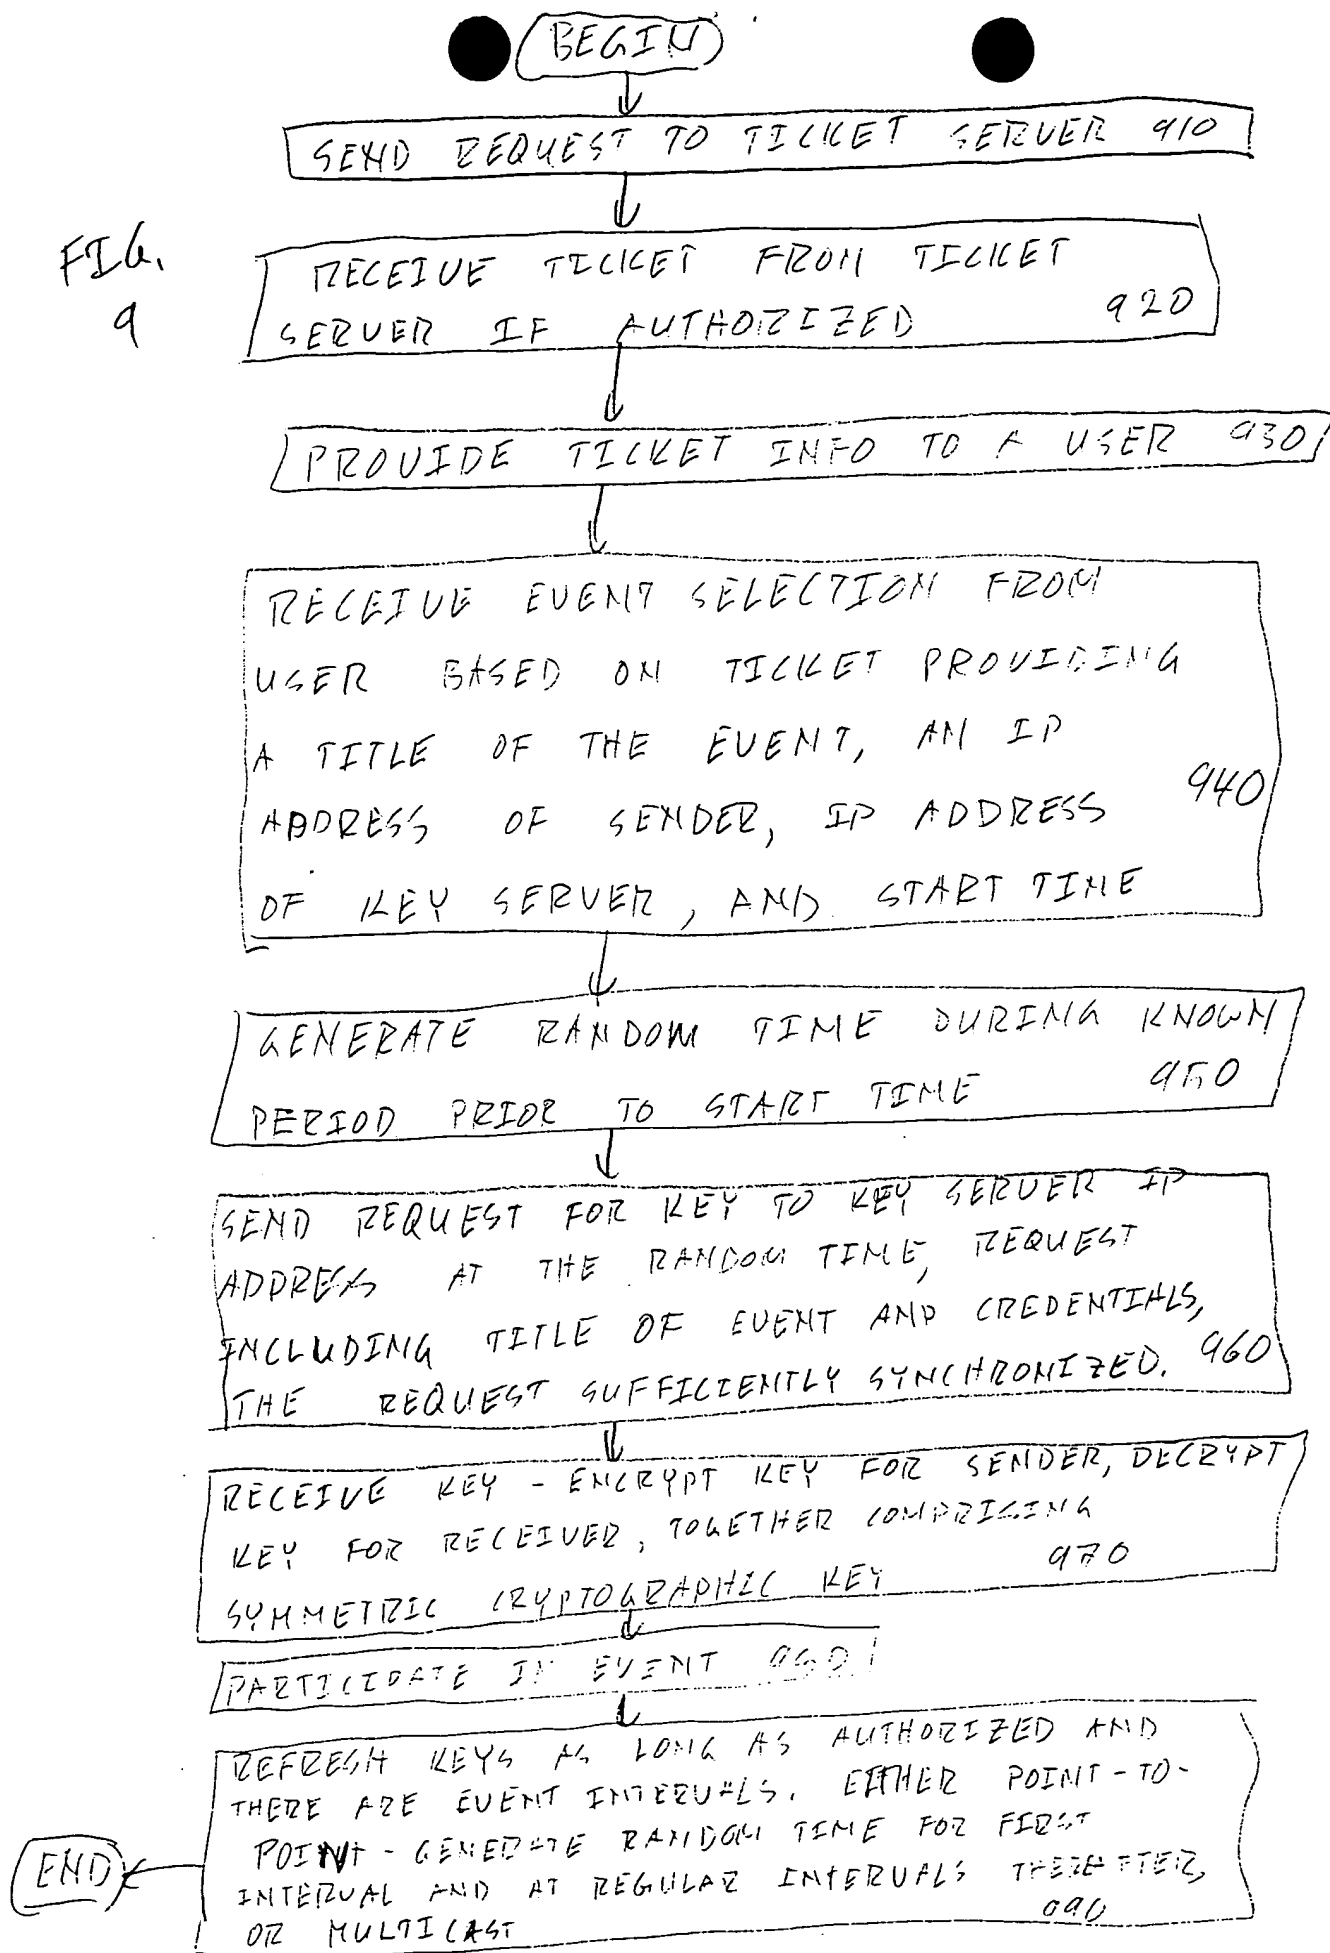 BEGIN
SEND REQUEST TO TICKET SERVER 910
FIG.
9
RECEIVE TICKET FROM TICKET
SERVER IF AUTHORIZED 920
PROVIDE TICKET INFO TO A USER 930
RECEIVE EVENT SELECTION FROM
USER BASED ON TICKET PROVIDING
A TITLE OF THE EVENT, AN IP
ADDRESS OF SENDER, IP ADDRESS 940
OF KEY SERVER, AND START TIME
GENERATE RANDOM TIME DURING KNOWN
PERIOD PRIOR TO START TIME 950
SEND REQUEST FOR KEY TO KEY SERVER IP
ADDRESS AT THE RANDOM TIME, REQUEST
INCLUDING TITLE OF EVENT AND CREDENTIALS,
THE REQUEST SUFFICIENTLY SYNCHRONIZED. 960
RECEIVE KEY - ENCRYPT KEY FOR SENDER, DECRYPT
KEY FOR RECEIVER, TOGETHER COMPRISING
SYMMETRIC CRYPTOGRAPHIC KEY 970
PARTICIPATE IN EVENT
REFRESH KEYS AS LONG AS AUTHORIZED AND
THERE ARE EVENT INTERVALS. EITHER POINT-TO-
POINT - GENERATE RANDOM TIME FOR FIRST
INTERVAL AND AT REGULAR INTERVALS THEREAFTER,
OR MULTICAST
END